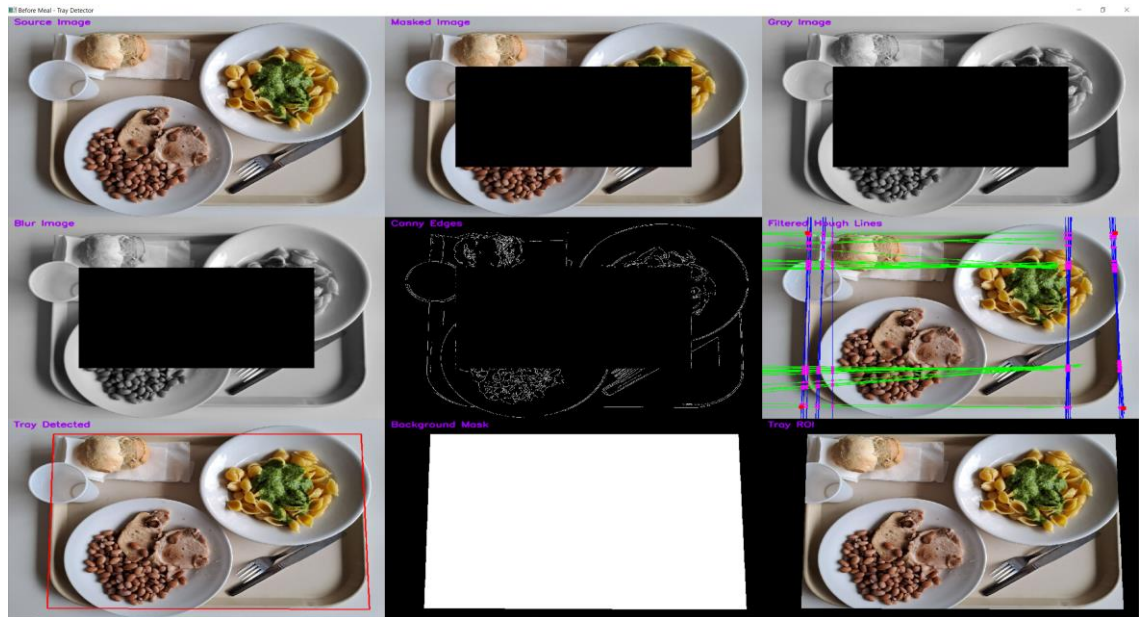 Before Meal - Tray Detector
Source Image
Masked Image
Gray Image
Blur Image
Canny Edges
Filtered Hough Lines
Tray Detected
Background Mask
Tray ROI